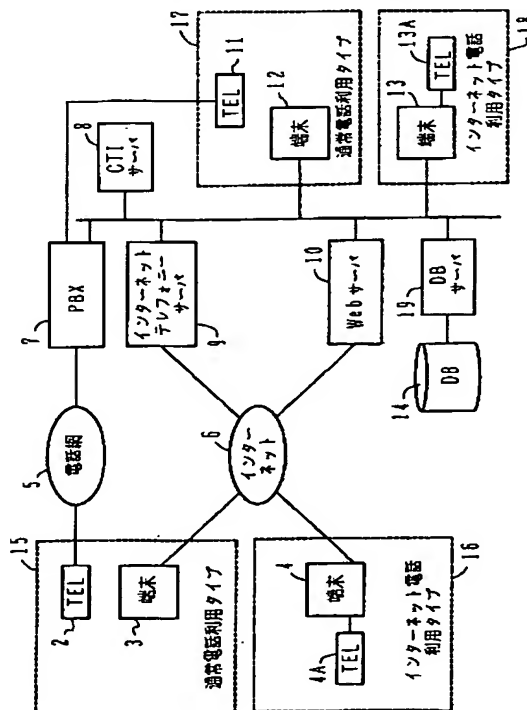 15
2
TEL
3
端末
通常電話利用タイプ
4
端末
4A
TEL
インターネット電話
利用タイプ
16
5
電話網
6
インター
ネット
7
PBX
8
CTI
サーバ
インターネット
テレフォニー
サーバ
9
10
Webサーバ
14
DB
19
DB
サーバ
17
TEL
11
12
端末
通常電話利用タイプ
13
端末
13A
TEL
インターネット電話
利用タイプ
18